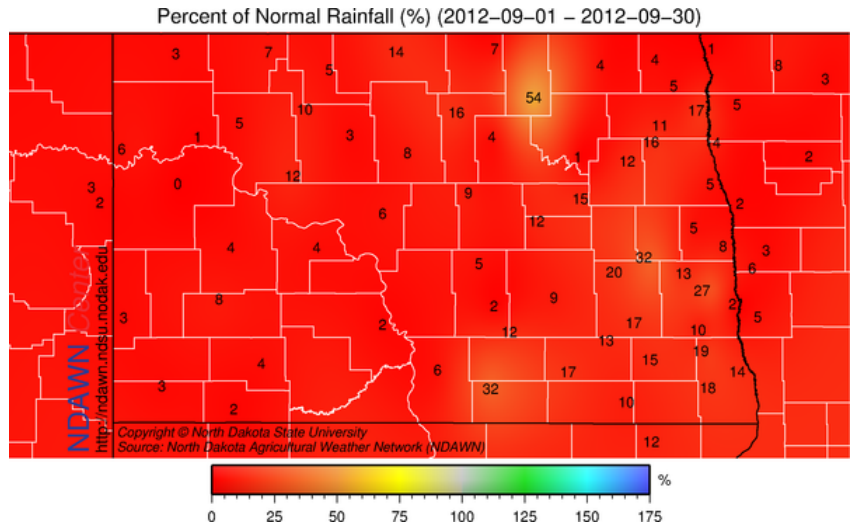 Percent of Normal Rainfall (%) (2012−09−01 − 2012−09−30)
3 7 14 7 4 1 8
5 4 3
54 5
10 16 17 5
5 11
1 3 4 16 4
6 8 1 12 2
12
3 0 9 15 5
2 6 12 2
4 4 5 8 3
32 6
5 20 13
8 9 27
3 2 2 17 2 5
12 13 10
4 6 17 15 19 14
3 32 18
2 10
12
NDAWN Center
http://ndawn.ndsu.nodak.edu
Copyright © North Dakota State University
Source: North Dakota Agricultural Weather Network (NDAWN)
%
0 25 50 75 100 125 150 175